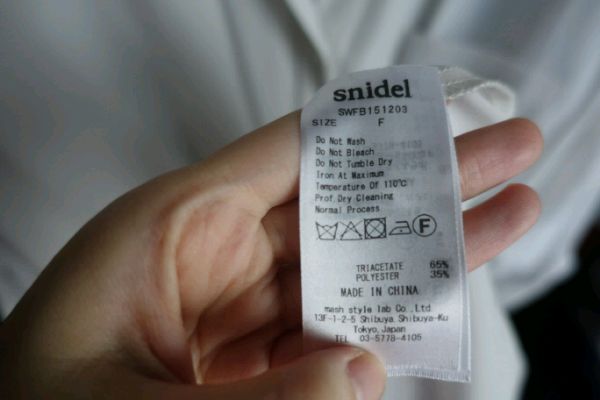 snidel
SWFB151203
SIZE F
Do Not Wash
Do Not Bleach
Do Not Tumble Dry
Iron At Maximum
Temperature Of 110℃
Prof.Dry Cleaning
Normal Process
F
TRIACETATE 65%
POLYESTER 35%
MADE IN CHINA
mash style lab Co.,Ltd
13F-1-2-5 Shibuya Shibuya-Ku
Tokyo,Japan
TEL 03-5778-4105